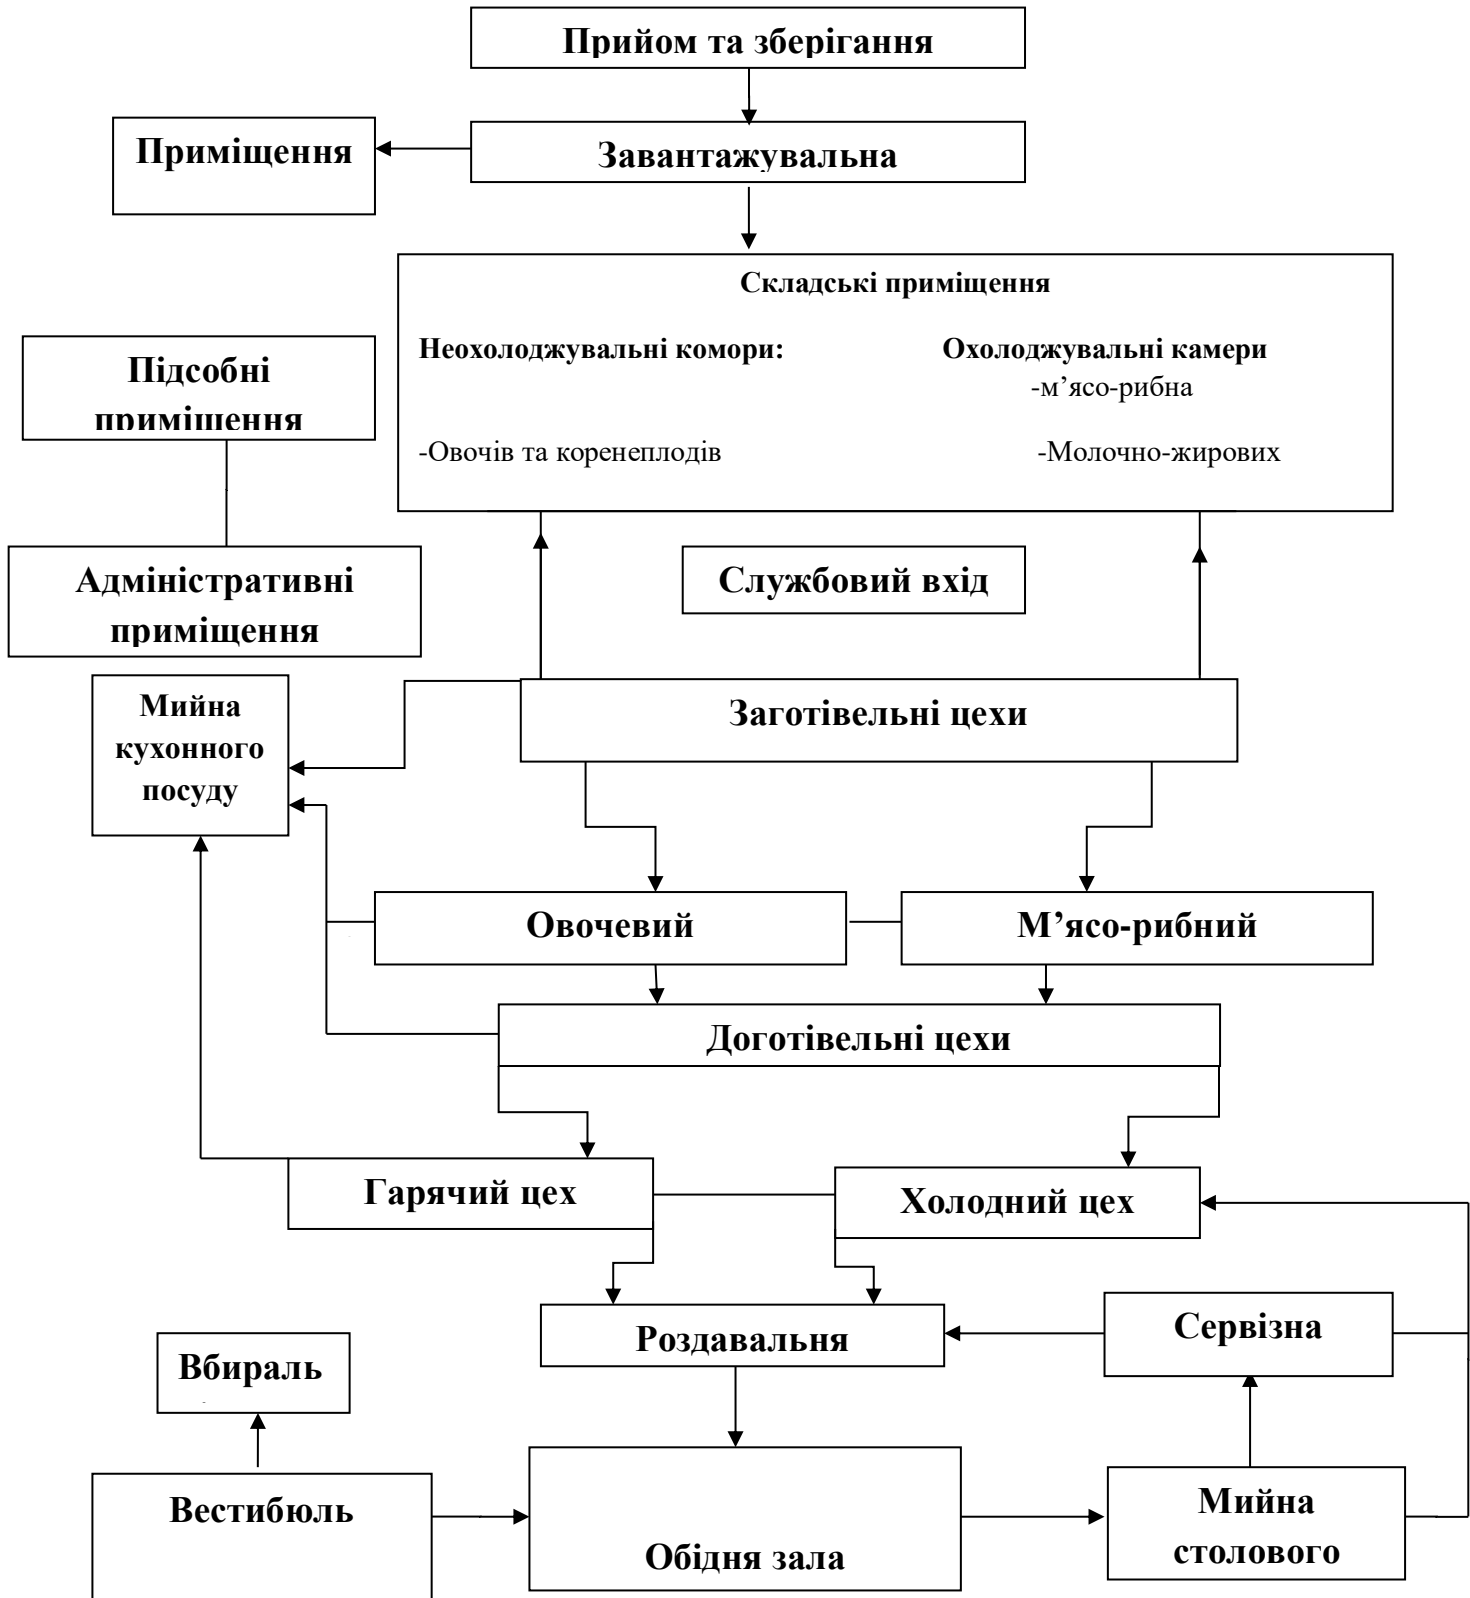 Прийом та зберігання
Приміщення
Завантажувальна
Складські приміщення
Неохолоджувальні комори:
Охолоджувальні камери
-м’ясо-рибна
-Овочів та коренеплодів
-Молочно-жирових
Підсобні
приміщення
Адміністративні
приміщення
Службовий вхід
Мийна
кухонного
посуду
Заготівельні цехи
Овочевий
М’ясо-рибний
Доготівельні цехи
Гарячий цех
Холодний цех
Роздавальня
Сервізна
Вбираль
Вестибюль
Обідня зала
Мийна
столового